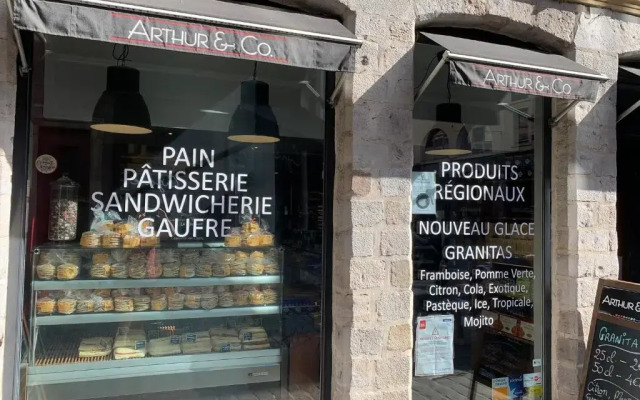 ARTHUR & CO.
PAIN
PÂTISSERIE
SANDWICHERIE
GAUFRE
ARTHUR & CO.
PRODUITS
RÉGIONAUX
NOUVEAU GLACE
GRANITAS
Framboise, Pomme Verte,
Citron, Cola, Exotique,
Pastèque, Ice, Tropicale,
Mojito
ARTHUR &
GRANITA
25cl
50cl